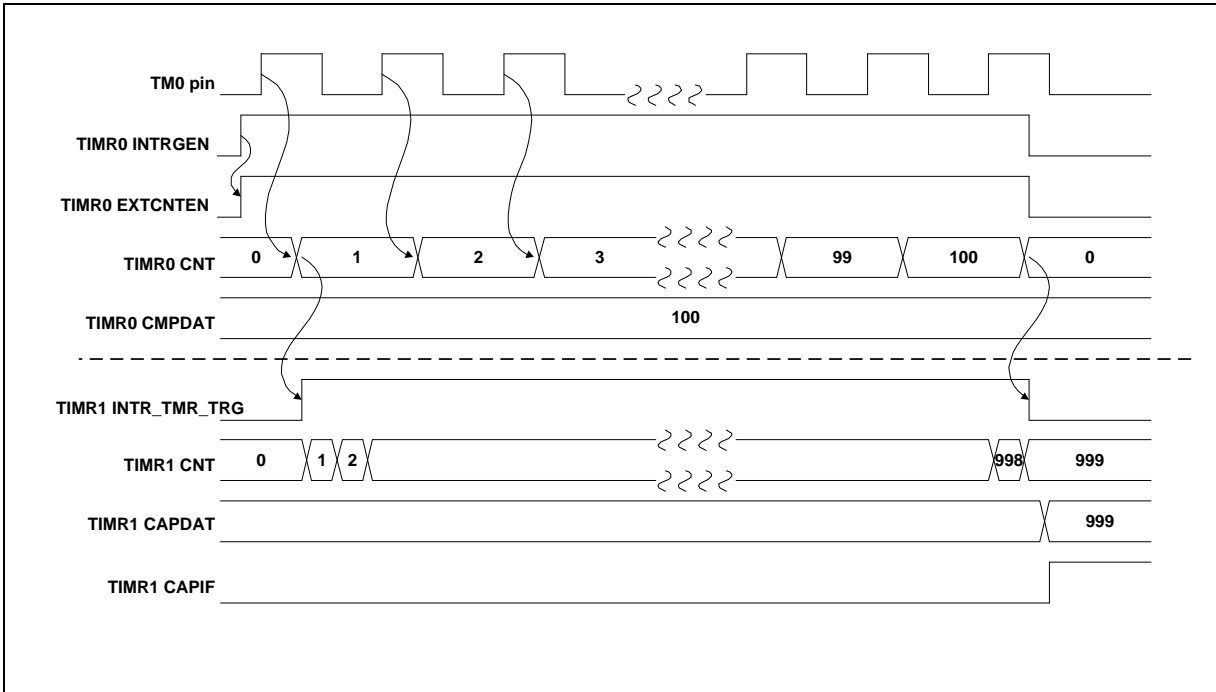 TM0 pin
TIMR0 INTRGEN
TIMR0 EXTCNTEN
TIMR0 CNT 0 1 2 3 99 100 0
TIMR0 CMPDAT 100
TIMR1 INTR_TMR_TRG
TIMR1 CNT 0 1 2 998 999
TIMR1 CAPDAT 999
TIMR1 CAPIF